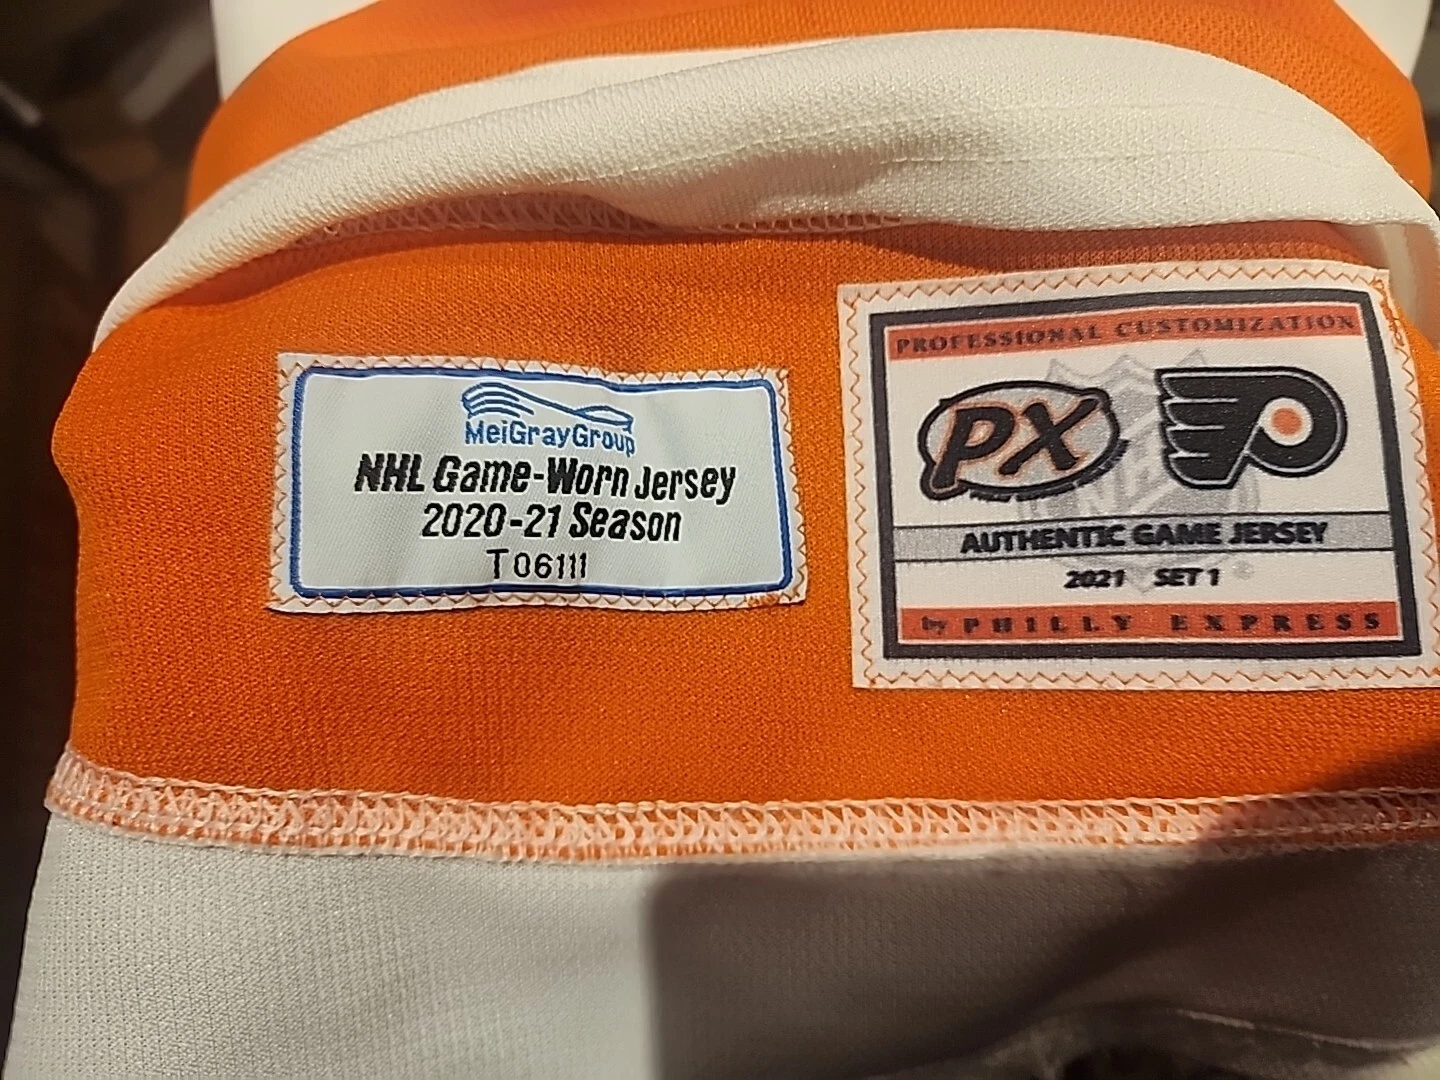 MeiGrayGroup
NHL Game-Worn Jersey
2020-21 Season
T06111
PROFESSIONAL CUSTOMIZATION
PX
NHL
AUTHENTIC GAME JERSEY
2021 SET 1
by PHILLY EXPRESS